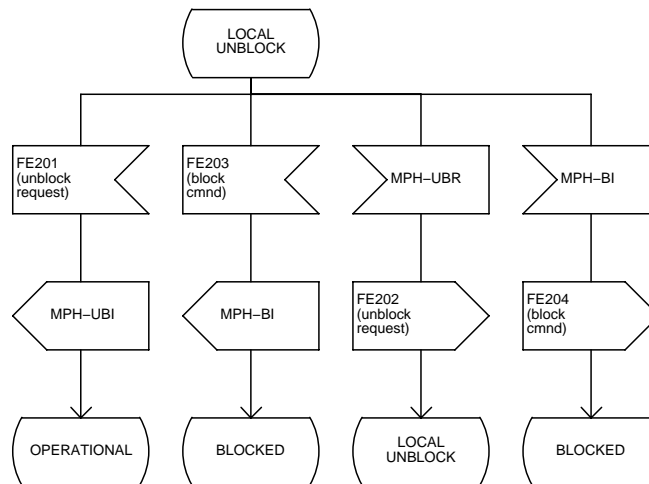 LOCAL
UNBLOCK
FE201
(unblock
request)
FE203
(block
cmnd)
MPH−UBR
MPH−BI
MPH−UBI
MPH−BI
FE202
(unblock
request)
FE204
(block
cmnd)
OPERATIONAL
BLOCKED
LOCAL
UNBLOCK
BLOCKED